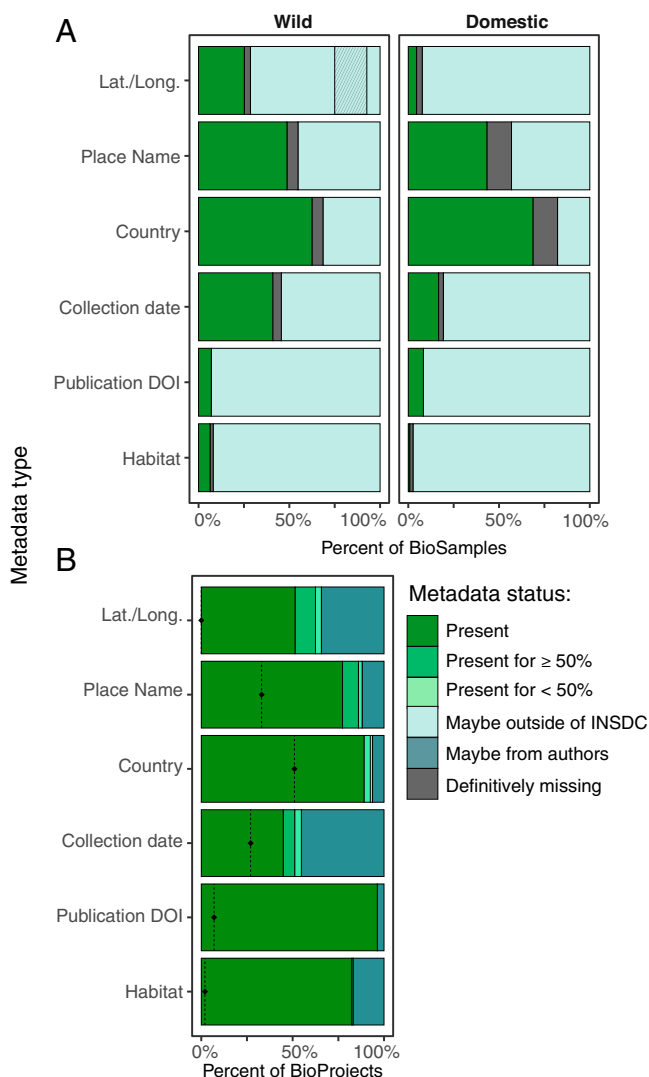 A
Wild
Domestic
Lat./Long.
Place Name
Country
Collection date
Publication DOI
Habitat
0% 50% 100%
0% 50% 100%
Percent of BioSamples
Metadata type
B
Lat./Long.
Place Name
Country
Collection date
Publication DOI
Habitat
0% 50% 100%
Percent of BioProjects
Metadata status:
Present
Present for ≥ 50%
Present for < 50%
Maybe outside of INSDC
Maybe from authors
Definitively missing